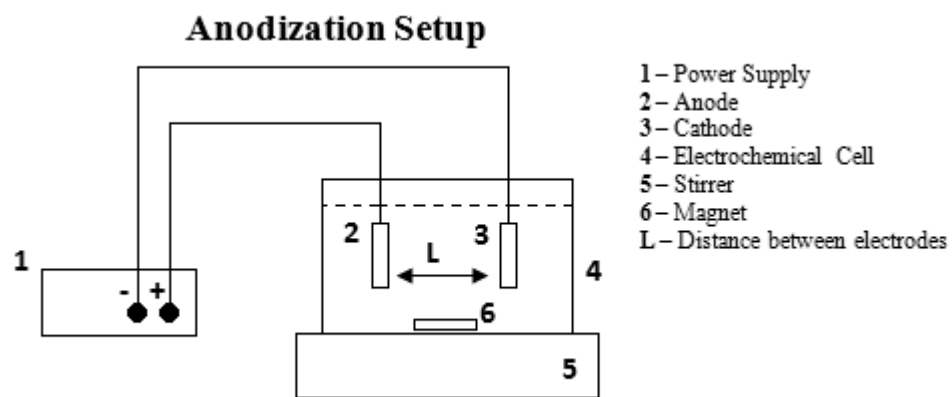 Anodization Setup
1 – Power Supply
2 – Anode
3 – Cathode
4 – Electrochemical Cell
5 – Stirrer
6 – Magnet
L – Distance between electrodes
1
- +
2
L
3
4
6
5